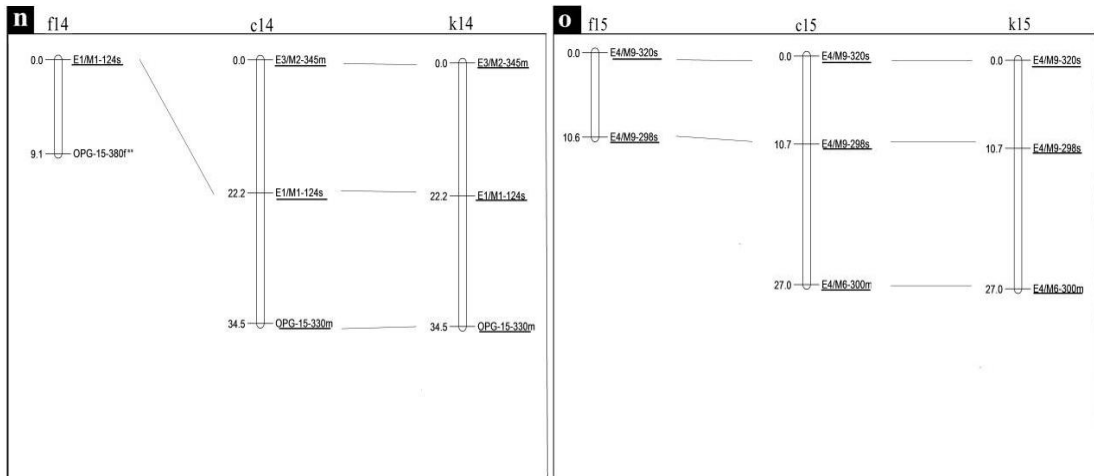 n
f14
c14
k14
0.0 E1/M1-124s
9.1 OPG-15-380f**
0.0 E3/M2-345m
22.2 E1/M1-124s
34.5 OPG-15-330m
0.0 E3/M2-345m
22.2 E1/M1-124s
34.5 OPG-15-330m
o
f15
c15
k15
0.0 E4/M9-320s
10.6 E4/M9-298s
0.0 E4/M9-320s
10.7 E4/M9-298s
27.0 E4/M6-300m
0.0 E4/M9-320s
10.7 E4/M9-298s
27.0 E4/M6-300m